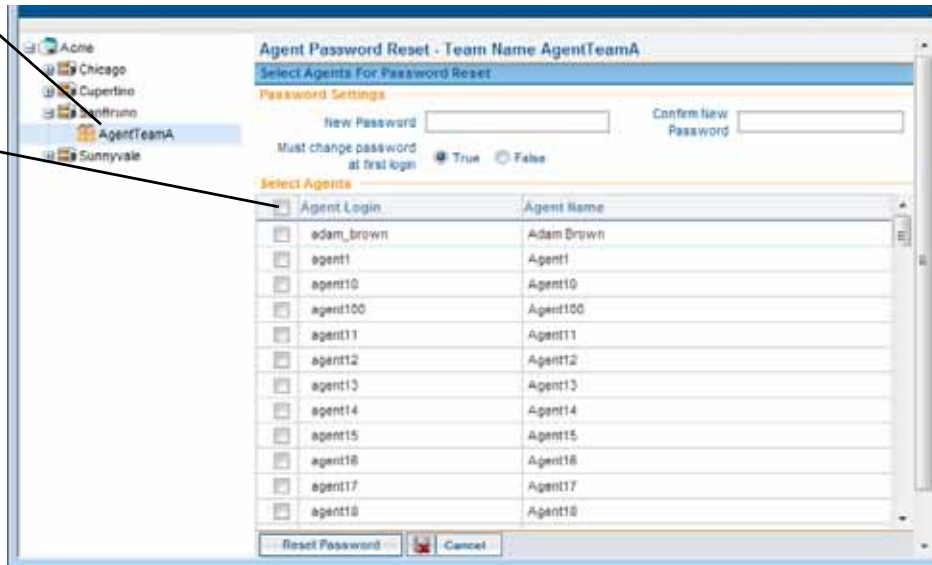 Acme
Chicago
Cupertino
SanBruno
AgentTeamA
Sunnyvale
Agent Password Reset - Team Name AgentTeamA
Select Agents For Password Reset
Password Settings
New Password
Confirm New Password
Must change password at first login
True
False
Select Agents
Agent Login Agent Name
adam_brown Adam Brown
agent1 Agent1
agent10 Agent10
agent100 Agent100
agent11 Agent11
agent12 Agent12
agent13 Agent13
agent14 Agent14
agent15 Agent15
agent16 Agent16
agent17 Agent17
agent18 Agent18
Reset Password Cancel